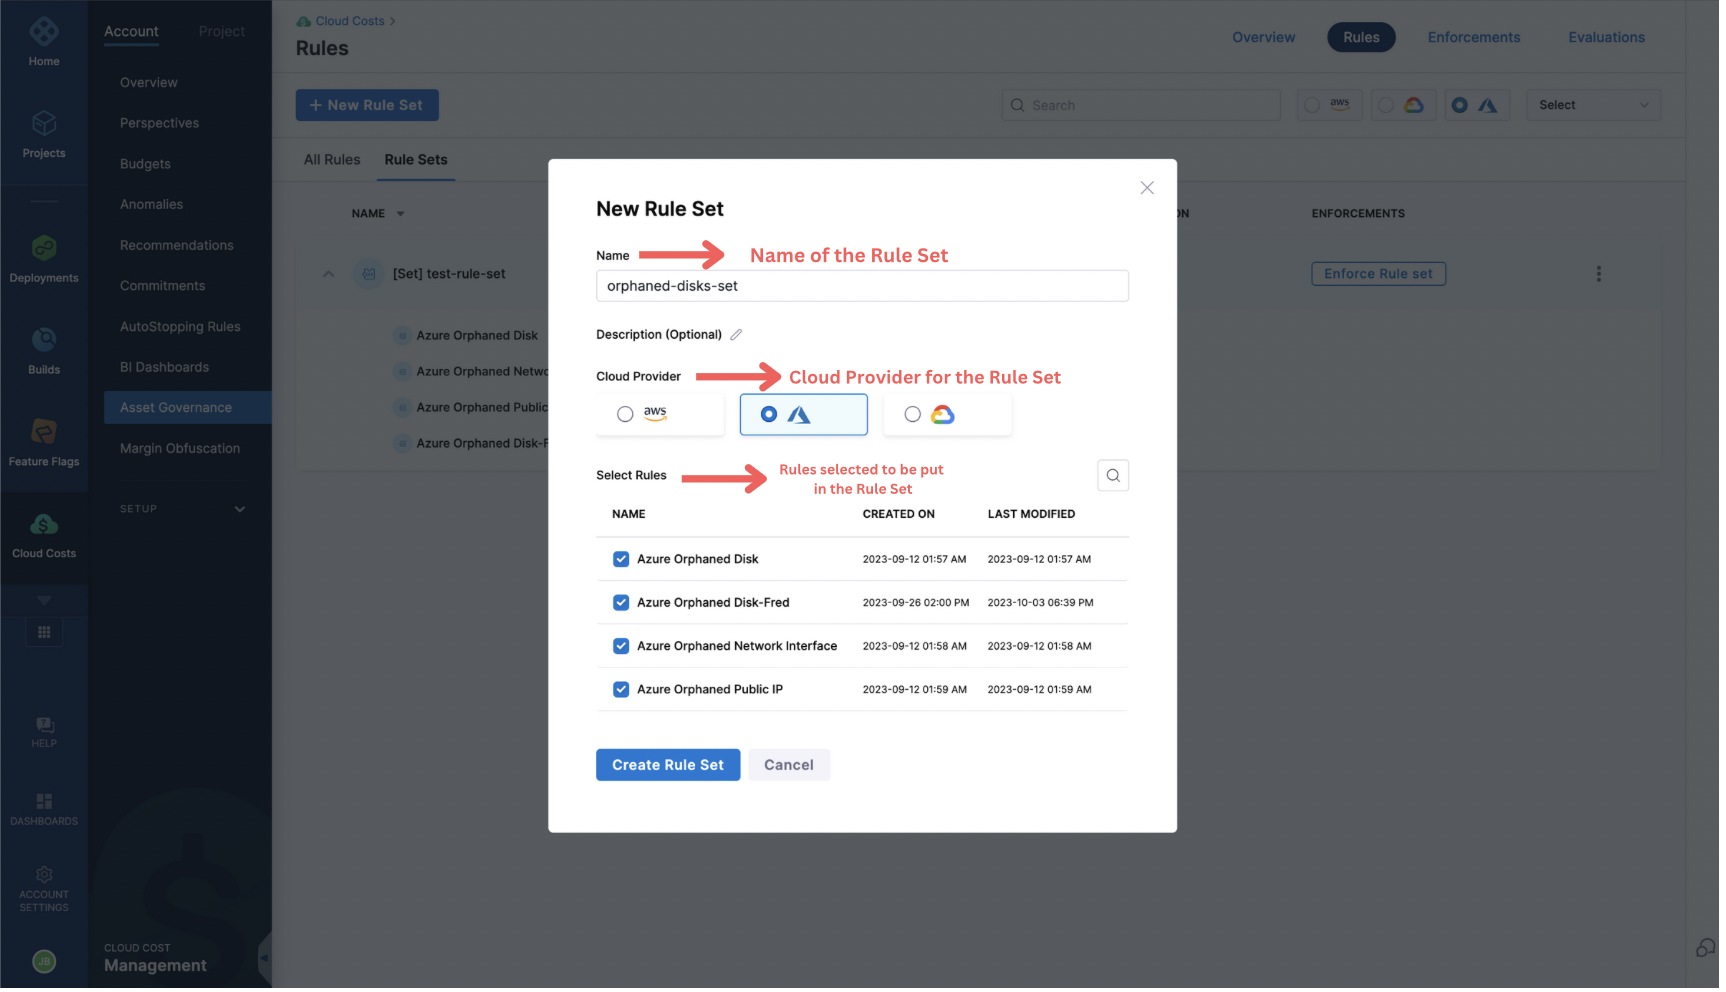 Home
Projects
Deployments
Builds
Feature Flags
Cloud Costs
HELP
DASHBOARDS
ACCOUNT
SETTINGS
JB
Account Project
Overview
Perspectives
Budgets
Anomalies
Recommendations
Commitments
AutoStopping Rules
BI Dashboards
Asset Governance
Margin Obfuscation
SETUP
CLOUD COST
Management
Cloud Costs
Rules
Overview Rules Enforcements Evaluations
+ New Rule Set
Search
aws
Select
All Rules Rule Sets
NAME ENFORCEMENTS
[Set] test-rule-set Enforce Rule set
Azure Orphaned Disk
Azure Orphaned Netwo
Azure Orphaned Public
Azure Orphaned Disk-F
New Rule Set
Name Name of the Rule Set
orphaned-disks-set
Description (Optional)
Cloud Provider Cloud Provider for the Rule Set
aws
Select Rules Rules selected to be put
in the Rule Set
NAME CREATED ON LAST MODIFIED
Azure Orphaned Disk 2023-09-12 01:57 AM 2023-09-12 01:57 AM
Azure Orphaned Disk-Fred 2023-09-26 02:00 PM 2023-10-03 06:39 PM
Azure Orphaned Network Interface 2023-09-12 01:58 AM 2023-09-12 01:58 AM
Azure Orphaned Public IP 2023-09-12 01:59 AM 2023-09-12 01:59 AM
Create Rule Set Cancel